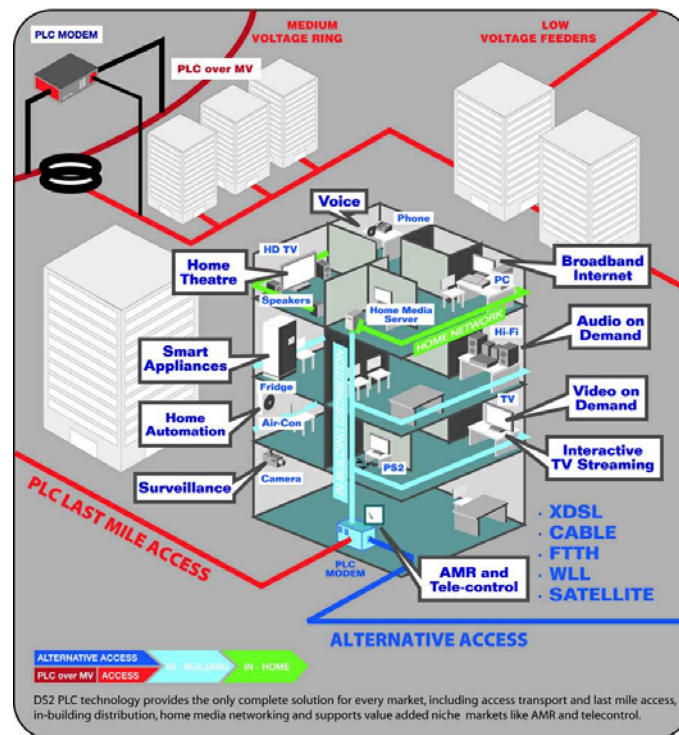 PLC MODEM
MEDIUM
VOLTAGE RING
LOW
VOLTAGE FEEDERS
PLC over MV
Voice
Phone
HD TV
Home
Theatre
Broadband
Internet
PC
Speakers
Home Media
Server
HOME NETWORK
Hi-Fi
Audio on
Demand
Smart
Appliances
Fridge
IN BUILDING DISTRIBUTION
TV
Video on
Demand
Home
Automation
Air-Con
Interactive
TV Streaming
PS2
Camera
Surveillance
PLC LAST MILE ACCESS
PLC
MODEM
AMR and
Tele-control
· XDSL
· CABLE
· FTTH
· WLL
· SATELLITE
ALTERNATIVE ACCESS
ALTERNATIVE ACCESS
PLC over MV ACCESS
IN - BUILDING
IN - HOME
DS2 PLC technology provides the only complete solution for every market, including access transport and last mile access,
in-building distribution, home media networking and supports value added niche markets like AMR and telecontrol.